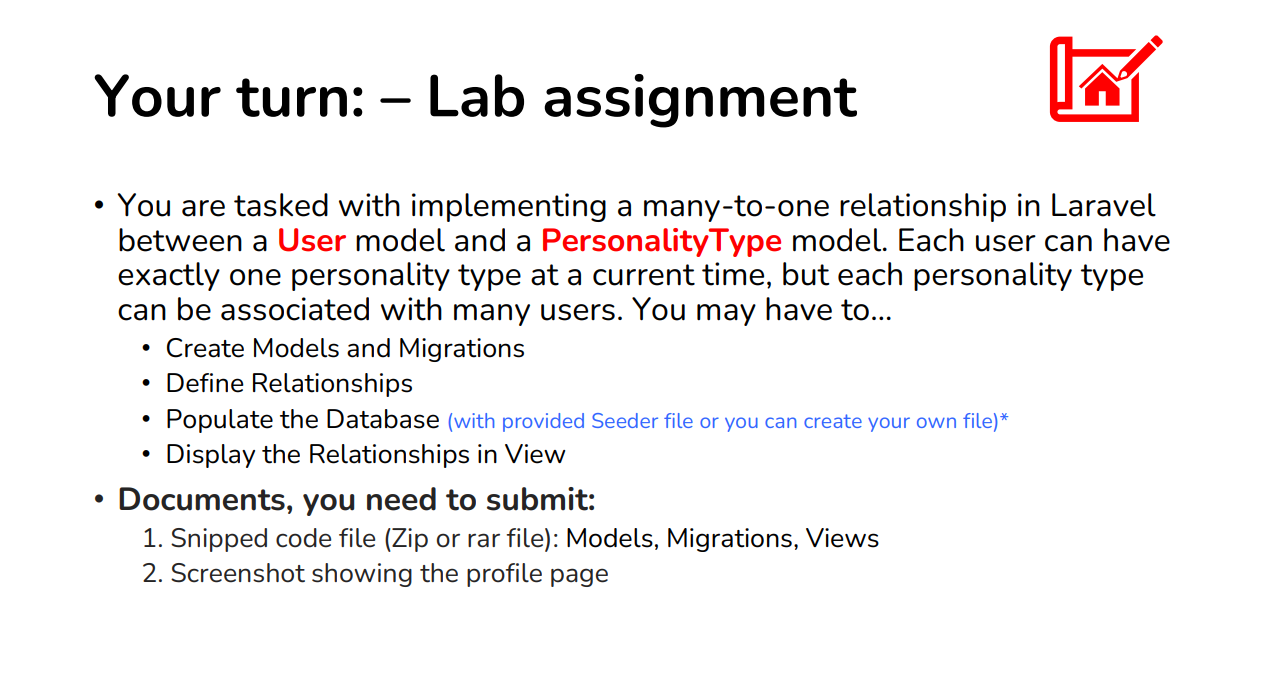 Your turn: – Lab assignment
• You are tasked with implementing a many-to-one relationship in Laravel
between a User model and a PersonalityType model. Each user can have
exactly one personality type at a current time, but each personality type
can be associated with many users. You may have to...
• Create Models and Migrations
• Define Relationships
• Populate the Database (with provided Seeder file or you can create your own file)*
• Display the Relationships in View
• Documents, you need to submit:
1. Snipped code file (Zip or rar file): Models, Migrations, Views
2. Screenshot showing the profile page